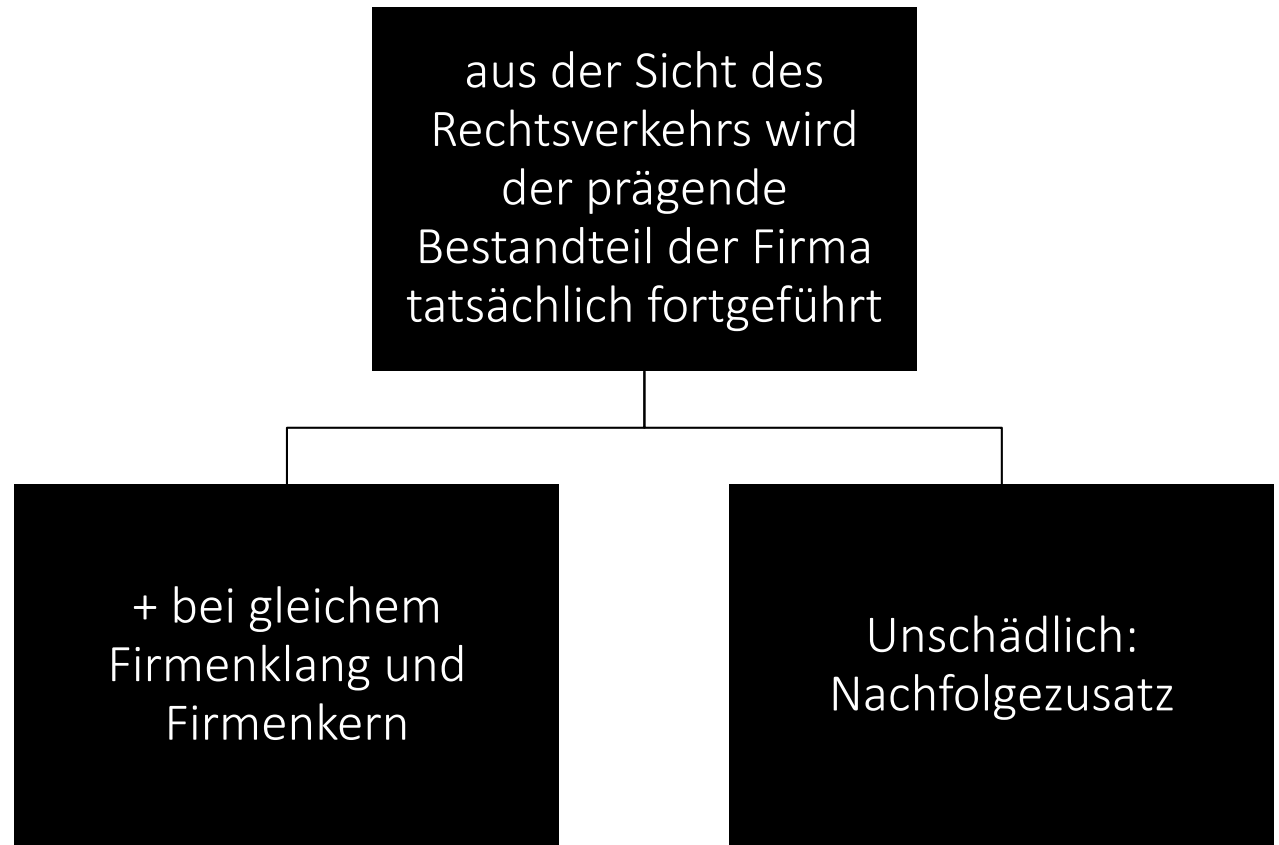 aus der Sicht des
Rechtsverkehrs wird
der prägende
Bestandteil der Firma
tatsächlich fortgeführt
+ bei gleichem
Firmenklang und
Firmenkern
Unschädlich:
Nachfolgezusatz